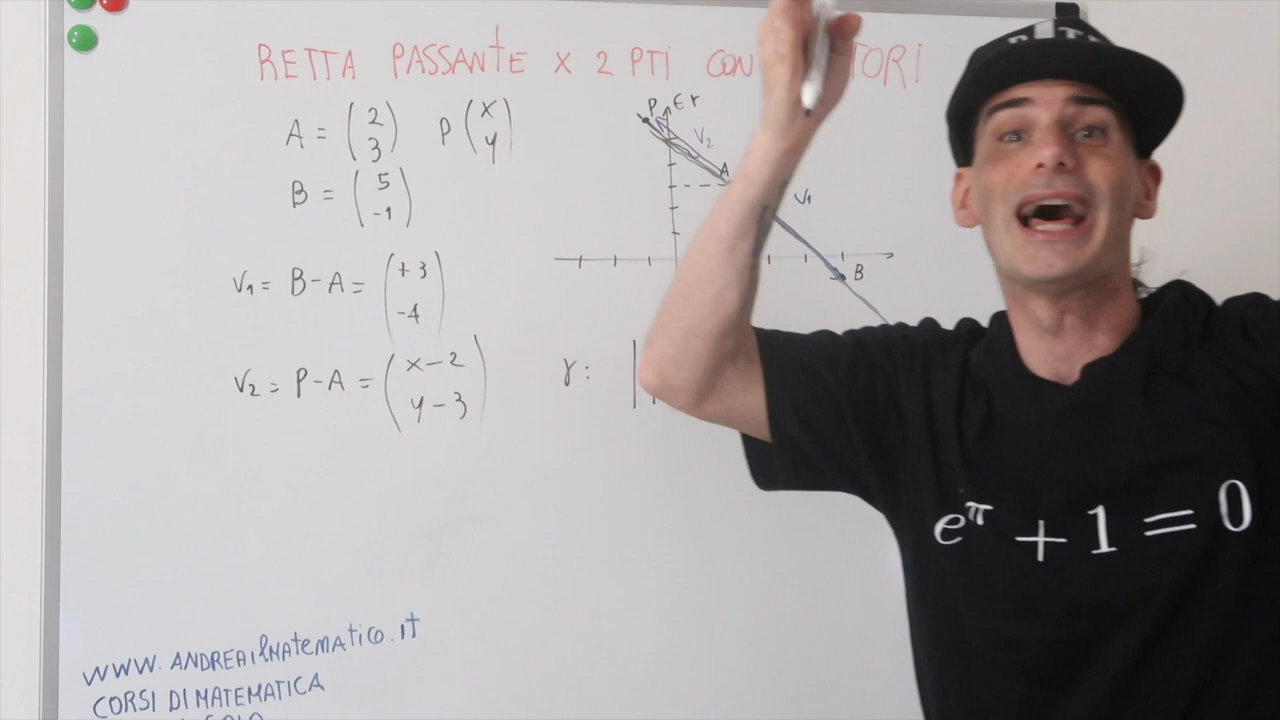 RETTA PASSANTE X 2 PTI CON TORI
A = (2 3) P (x y)
B = (5 -1)
V1 = B-A = (+3 -4)
V2 = P-A = (x-2 y-3)
P ∈ r
V2
A
V1
B
r:
e^π + 1 = 0
WWW.ANDREAilMATEMATICO.IT
CORSI DI MATEMATICA